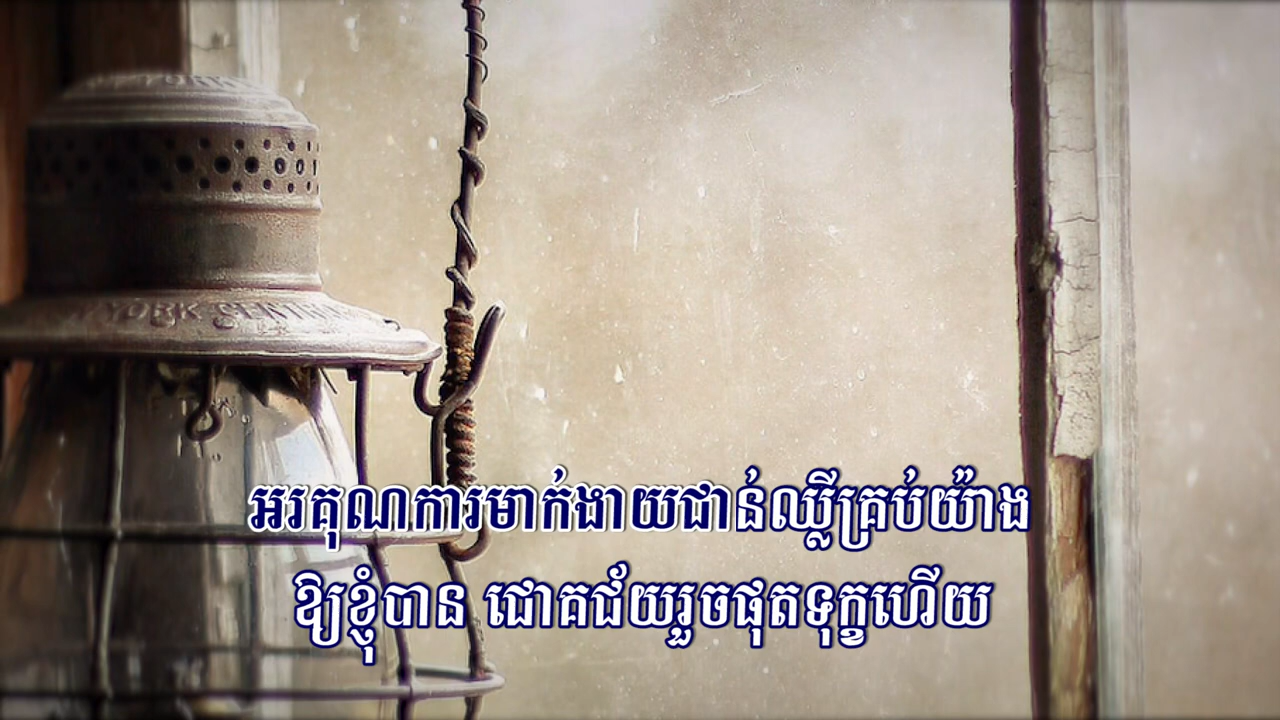 YORK CENTRAL
អរគុណការមាក់ងាយជាន់ឈ្លីគ្រប់យ៉ាង
ឱ្យខ្ញុំបាន ជោគជ័យរួចផុតទុក្ខហើយ